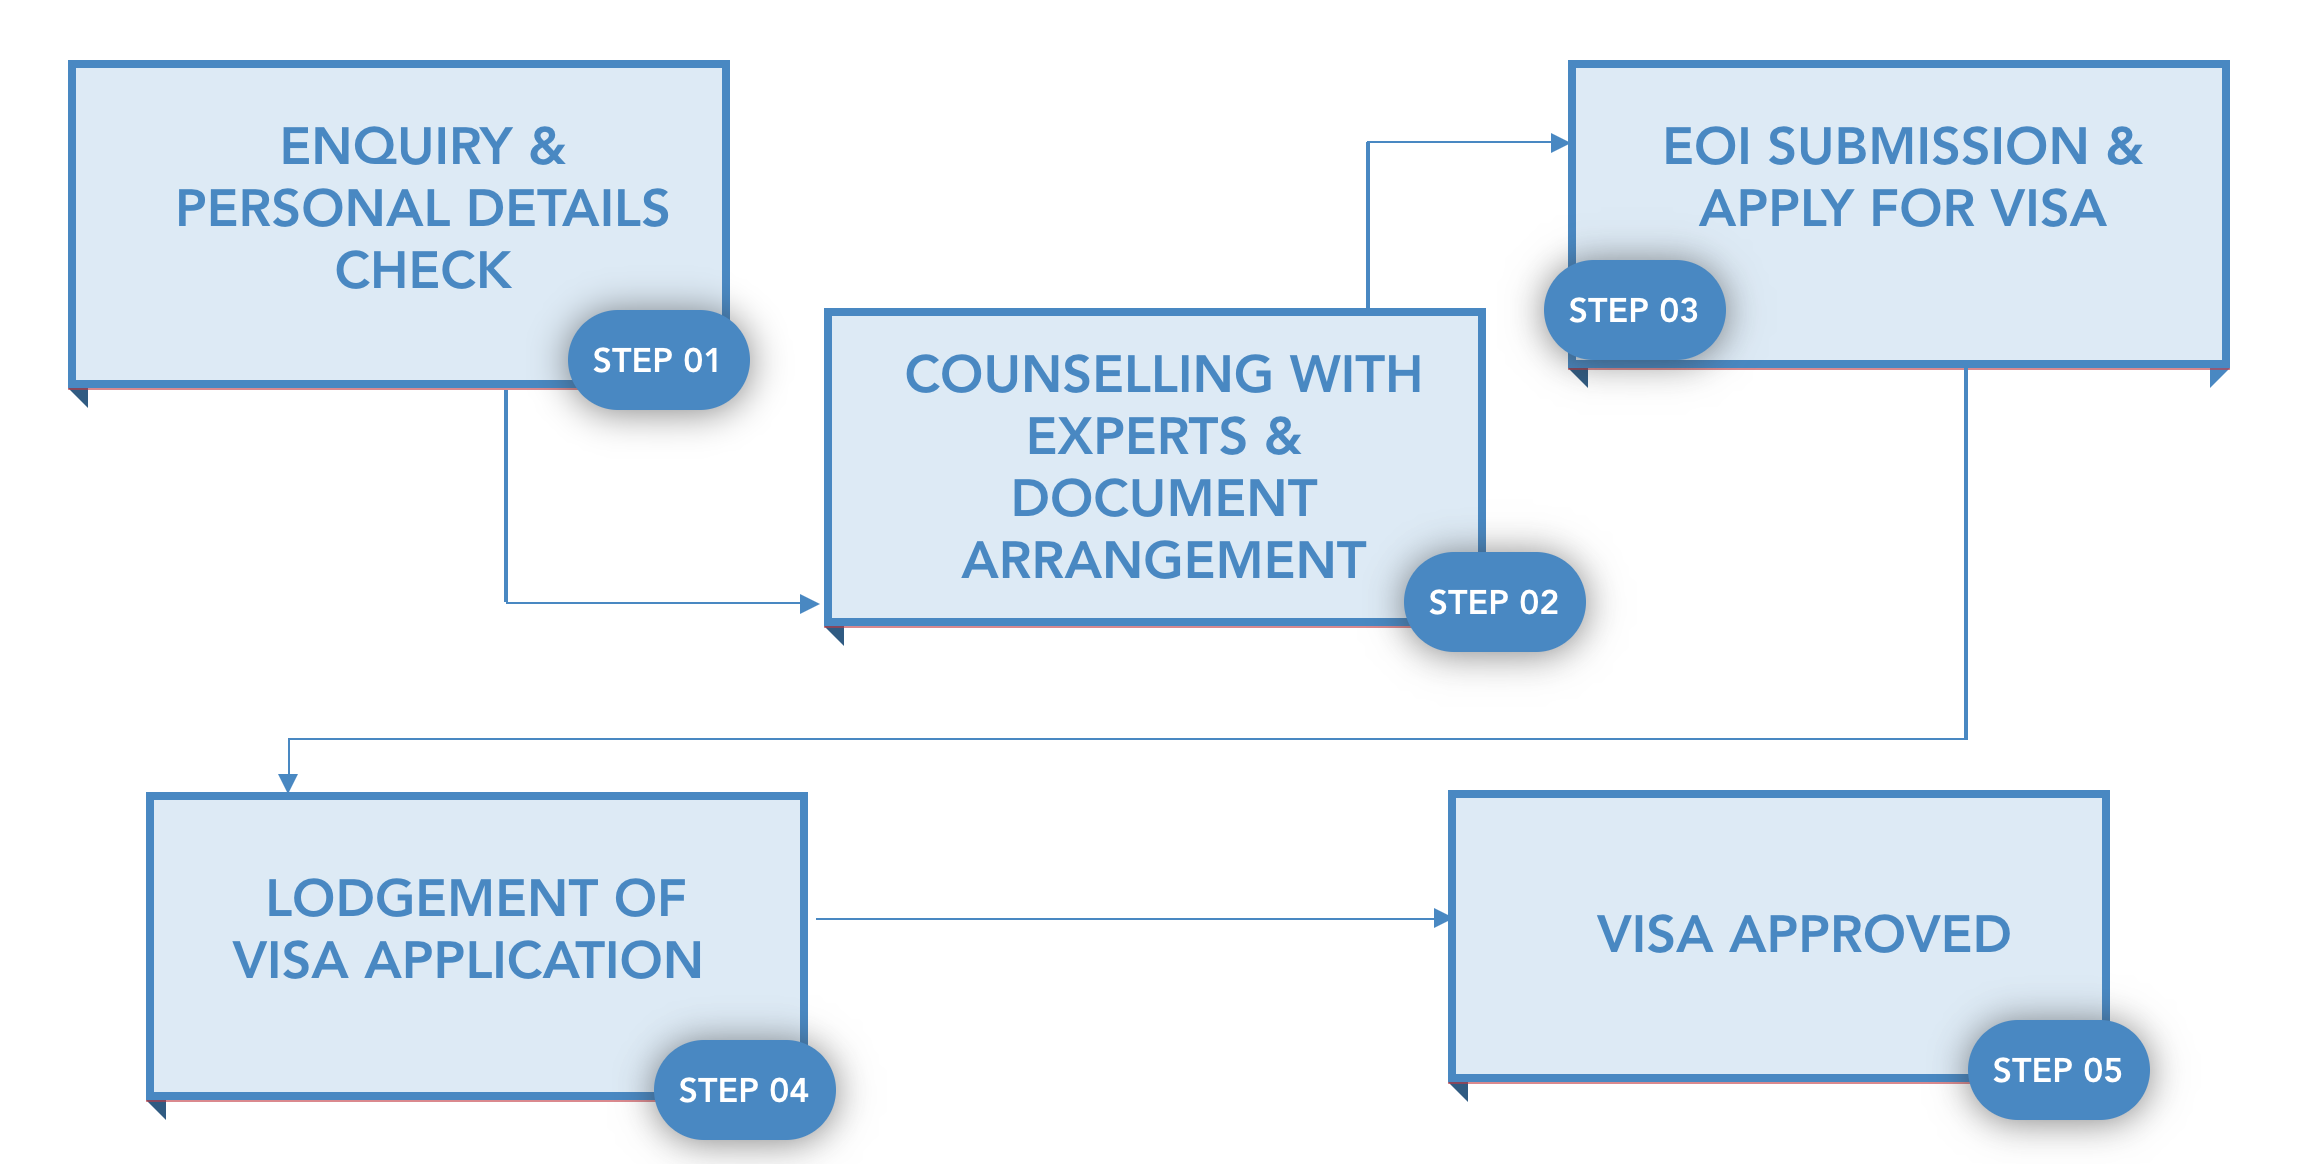 ENQUIRY &
PERSONAL DETAILS
CHECK
STEP 01
COUNSELLING WITH
EXPERTS &
DOCUMENT
ARRANGEMENT
STEP 02
EOI SUBMISSION &
APPLY FOR VISA
STEP 03
LODGEMENT OF
VISA APPLICATION
STEP 04
VISA APPROVED
STEP 05